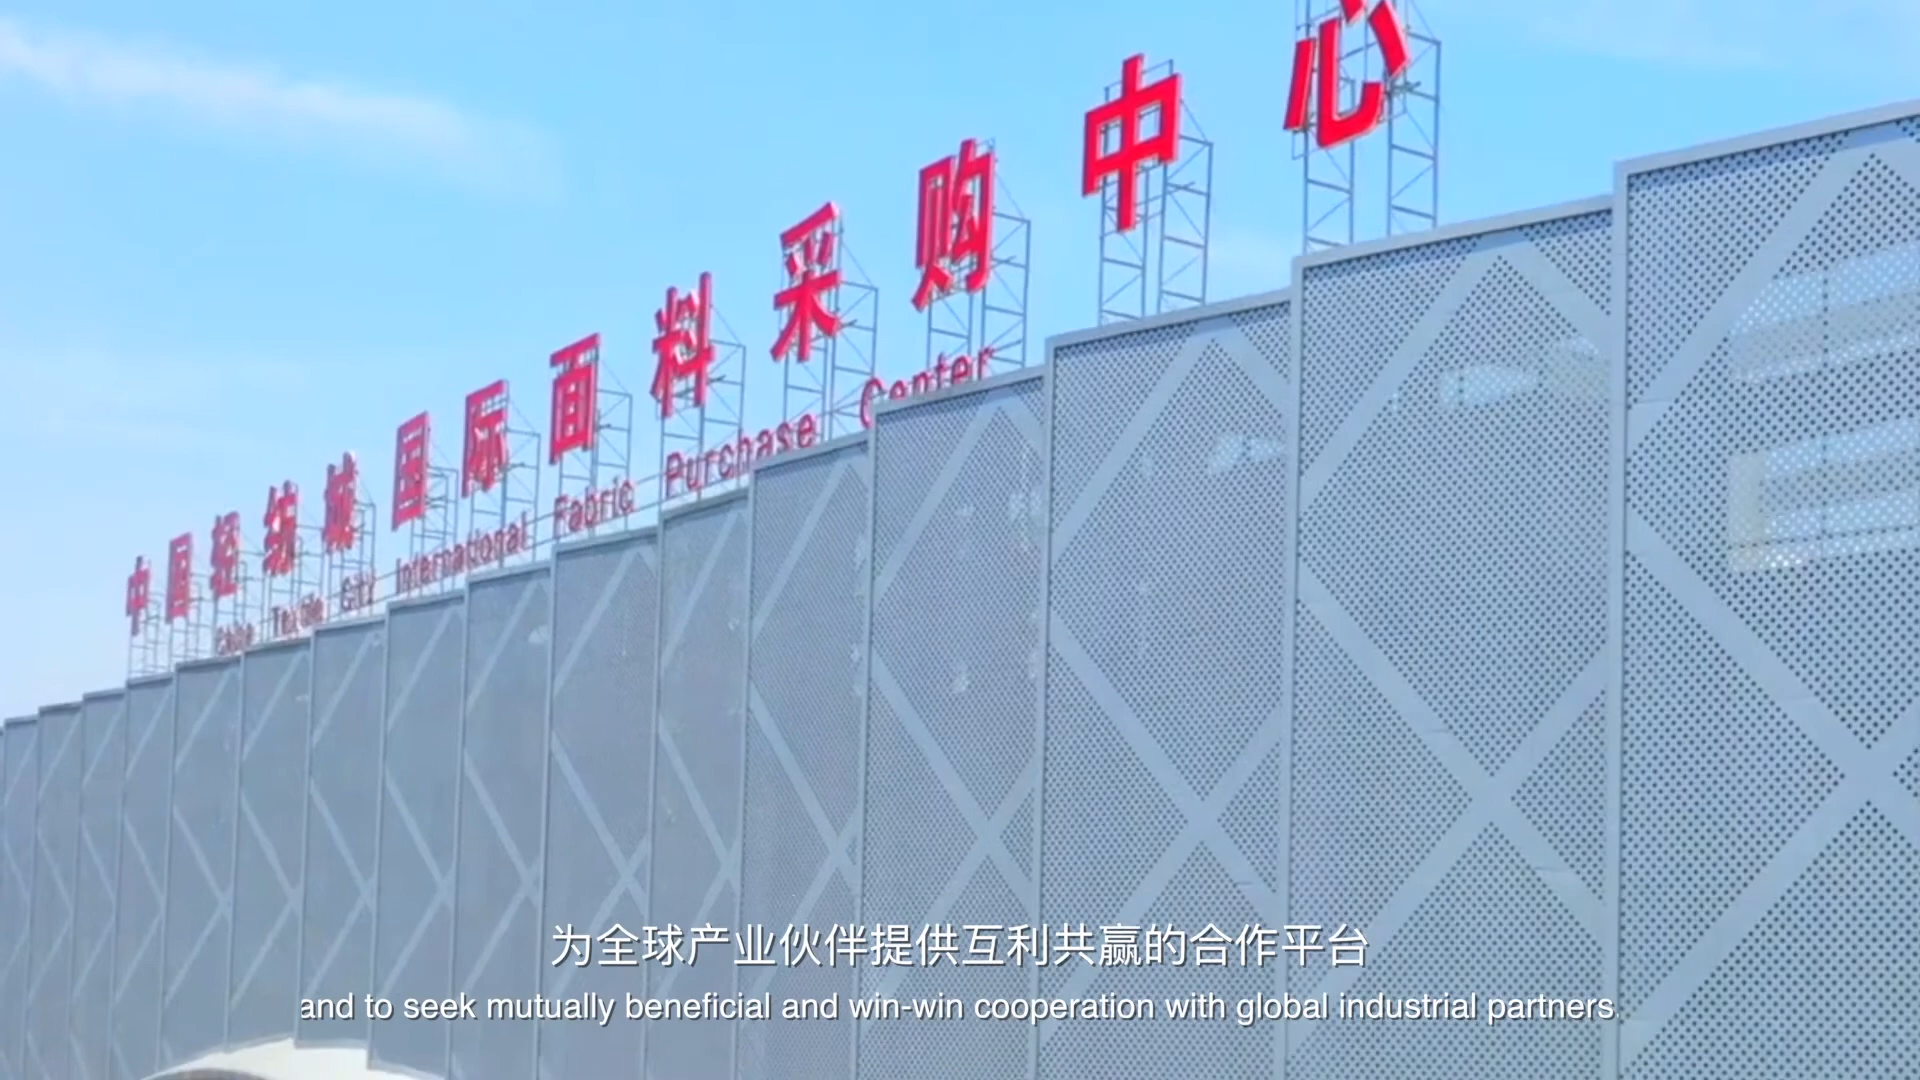 中国轻纺城国际面料采购中心
China Textile City International Fabric Purchase Center
为全球产业伙伴提供互利共赢的合作平台
and to seek mutually beneficial and win-win cooperation with global industrial partners.